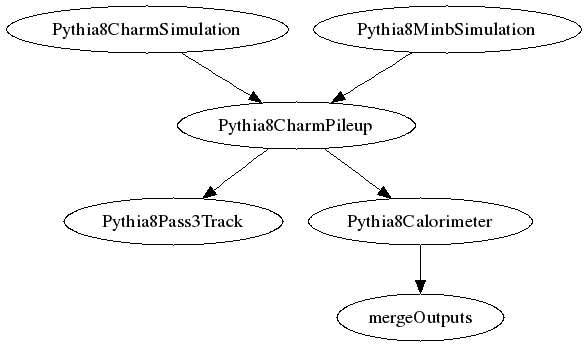 Pythia8CharmSimulation
Pythia8MinbSimulation
Pythia8CharmPileup
Pythia8Pass3Track
Pythia8Calorimeter
mergeOutputs